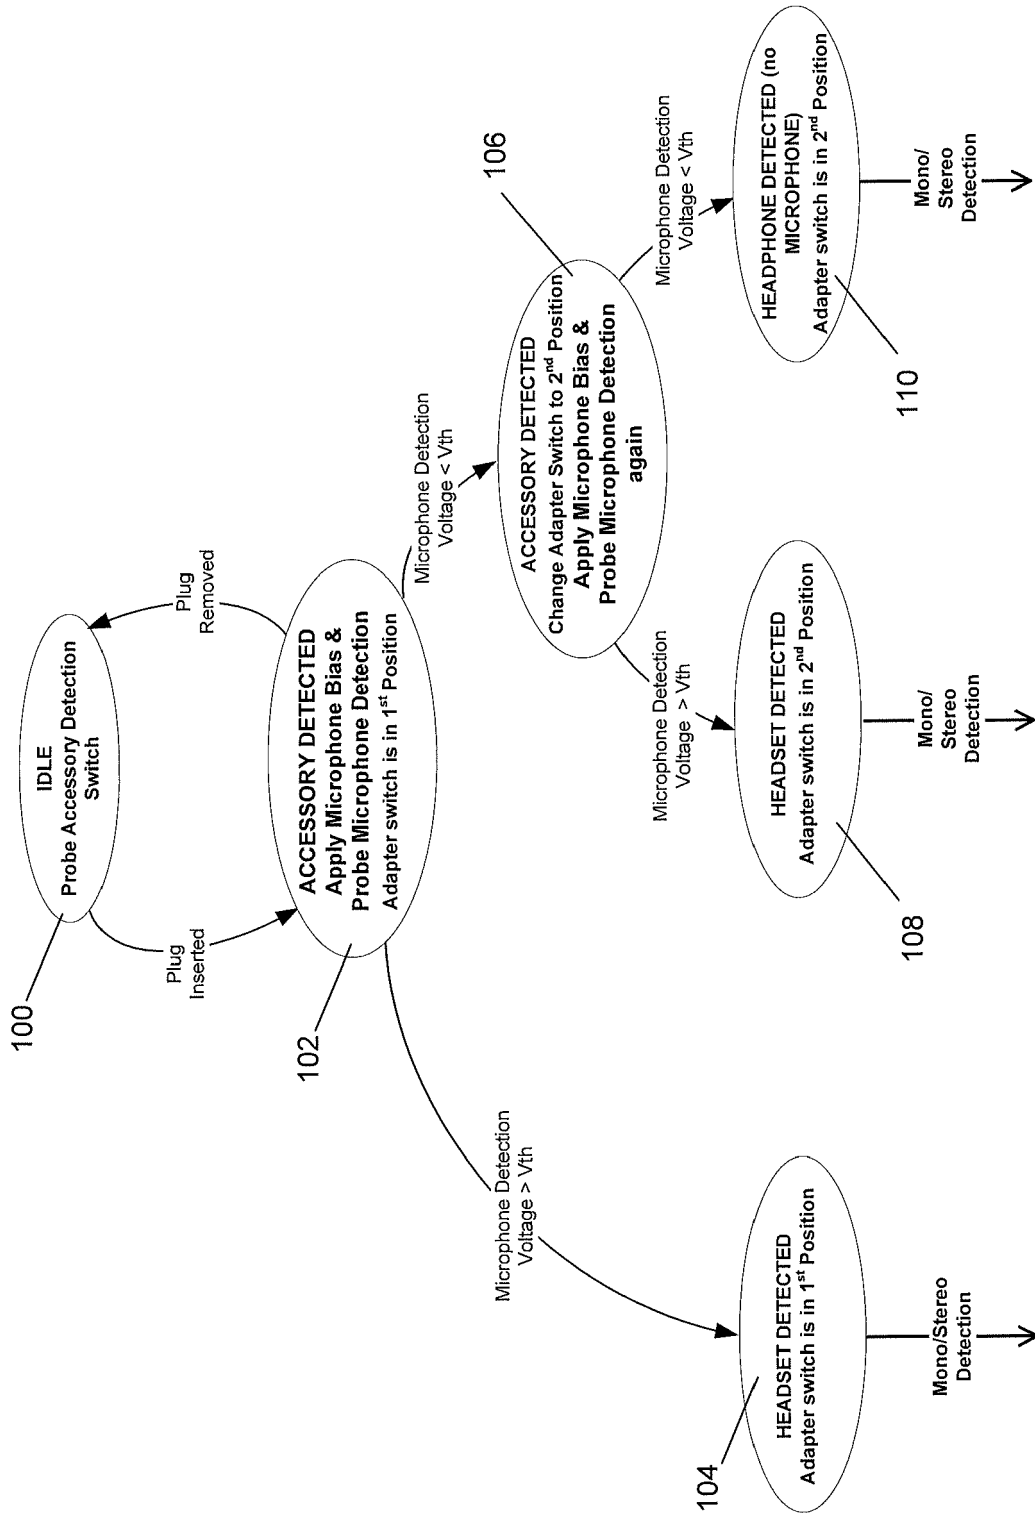 100
IDLE
Probe Accessory Detection
Switch
Plug
Inserted
Plug
Removed
102
ACCESSORY DETECTED
Apply Microphone Bias &
Probe Microphone Detection
Adapter switch is in 1st Position
Microphone Detection
Voltage > Vth
Microphone Detection
Voltage < Vth
106
ACCESSORY DETECTED
Change Adapter Switch to 2nd Position
Apply Microphone Bias &
Probe Microphone Detection
again
Microphone Detection
Voltage > Vth
Microphone Detection
Voltage < Vth
104
HEADSET DETECTED
Adapter switch is in 1st Position
Mono/Stereo
Detection
108
HEADSET DETECTED
Adapter switch is in 2nd Position
Mono/
Stereo
Detection
110
HEADPHONE DETECTED (no
MICROPHONE)
Adapter switch is in 2nd Position
Mono/
Stereo
Detection